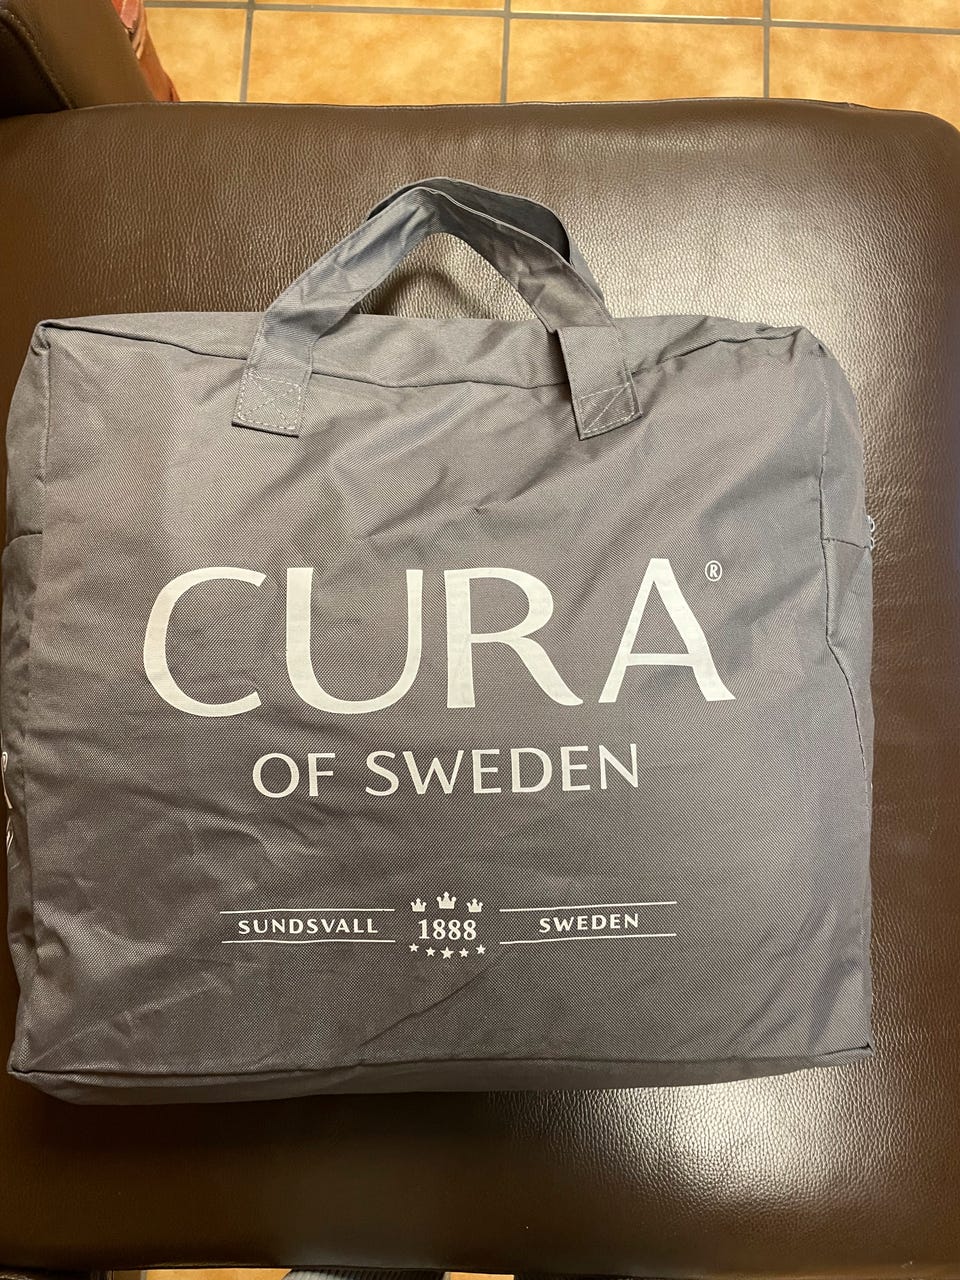 CURA®
OF SWEDEN
SUNDSVALL 1888 SWEDEN